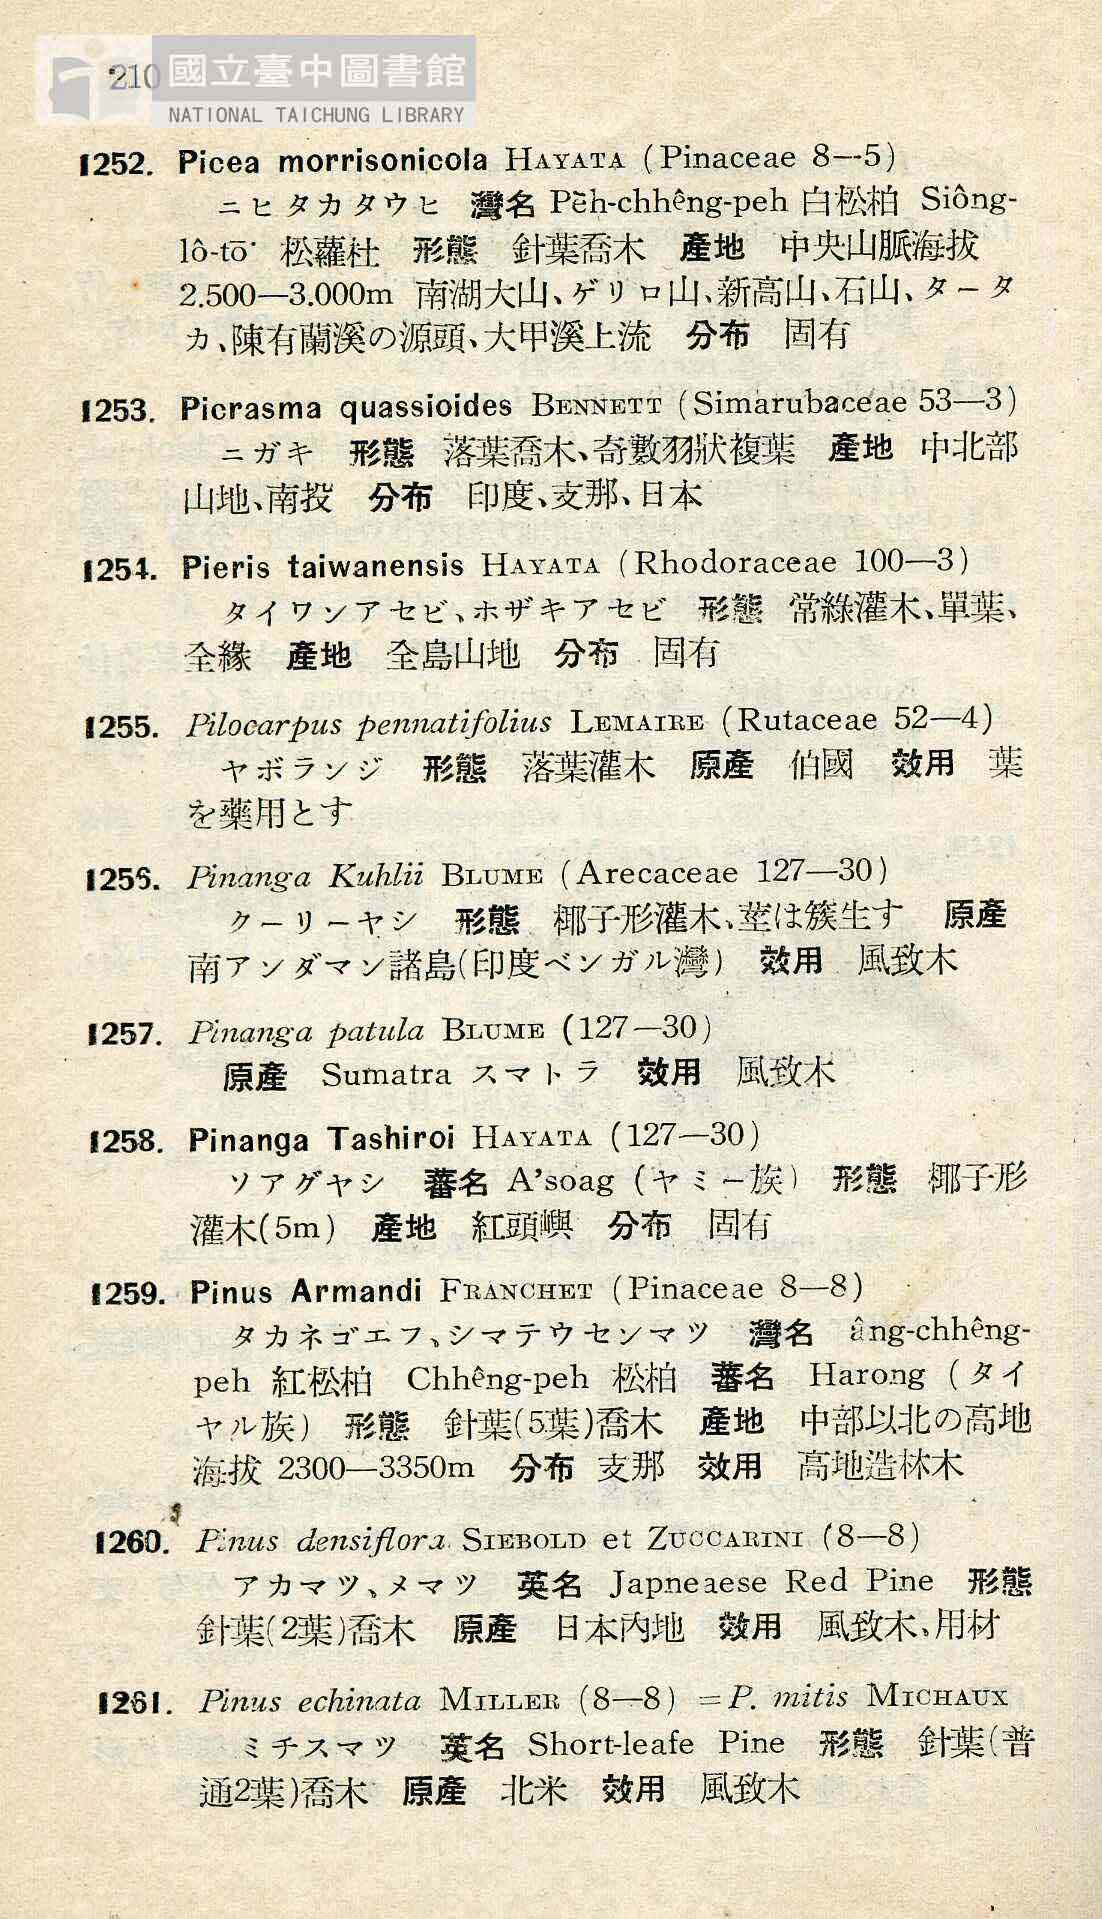 210 國立臺中圖書館
NATIONAL TAICHUNG LIBRARY
1252. Picea morrisonicola HAYATA (Pinaceae 8—5)
ニヒタカタウヒ 灣名 Pēh-chhêng-peh 白松柏 Siông-
lô-tō͘ 松蘿杜 形態 針葉喬木 產地 中央山脈海拔
2.500—3.000m 南湖大山、ゲリロ山、新高山、石山、タータ
カ、陳有蘭溪の源頭、大甲溪上流 分布 固有
1253. Picrasma quassioides BENNETT (Simarubaceae 53—3)
ニガキ 形態 落葉喬木、奇數羽狀複葉 產地 中北部
山地、南投 分布 印度、支那、日本
1254. Pieris taiwanensis HAYATA (Rhodoraceae 100—3)
タイワンアセビ、ホザキアセビ 形態 常綠灌木、單葉、
全緣 產地 全島山地 分布 固有
1255. Pilocarpus pennatifolius LEMAIRE (Rutaceae 52—4)
ヤボランジ 形態 落葉灌木 原產 伯國 效用 葉
を藥用とす
1256. Pinanga Kuhlii BLUME (Arecaceae 127—30)
クーリーヤシ 形態 椰子形灌木、莖は簇生す 原產
南アンダマン諸島(印度ベンガル灣) 效用 風致木
1257. Pinanga patula BLUME (127—30)
原產 Sumatra スマトラ 效用 風致木
1258. Pinanga Tashiroi HAYATA (127—30)
ソアグヤシ 蕃名 A'soag (ヤミー族) 形態 椰子形
灌木(5m) 產地 紅頭嶼 分布 固有
1259. Pinus Armandi FRANCHET (Pinaceae 8—8)
タカネゴエフ、シマテウセンマツ 灣名 âng-chhêng-
peh 紅松柏 Chhêng-peh 松柏 蕃名 Harong (タイ
ヤル族) 形態 針葉(5葉)喬木 產地 中部以北の高地
海拔 2300—3350m 分布 支那 效用 高地造林木
1260. Pinus densiflora SIEBOLD et ZUCCARINI (8—8)
アカマツ、メマツ 英名 Japneaese Red Pine 形態
針葉(2葉)喬木 原產 日本內地 效用 風致木、用材
1261. Pinus echinata MILLER (8—8) =P. mitis MICHAUX
ミチスマツ 英名 Short-leafe Pine 形態 針葉(普
通2葉)喬木 原產 北米 效用 風致木